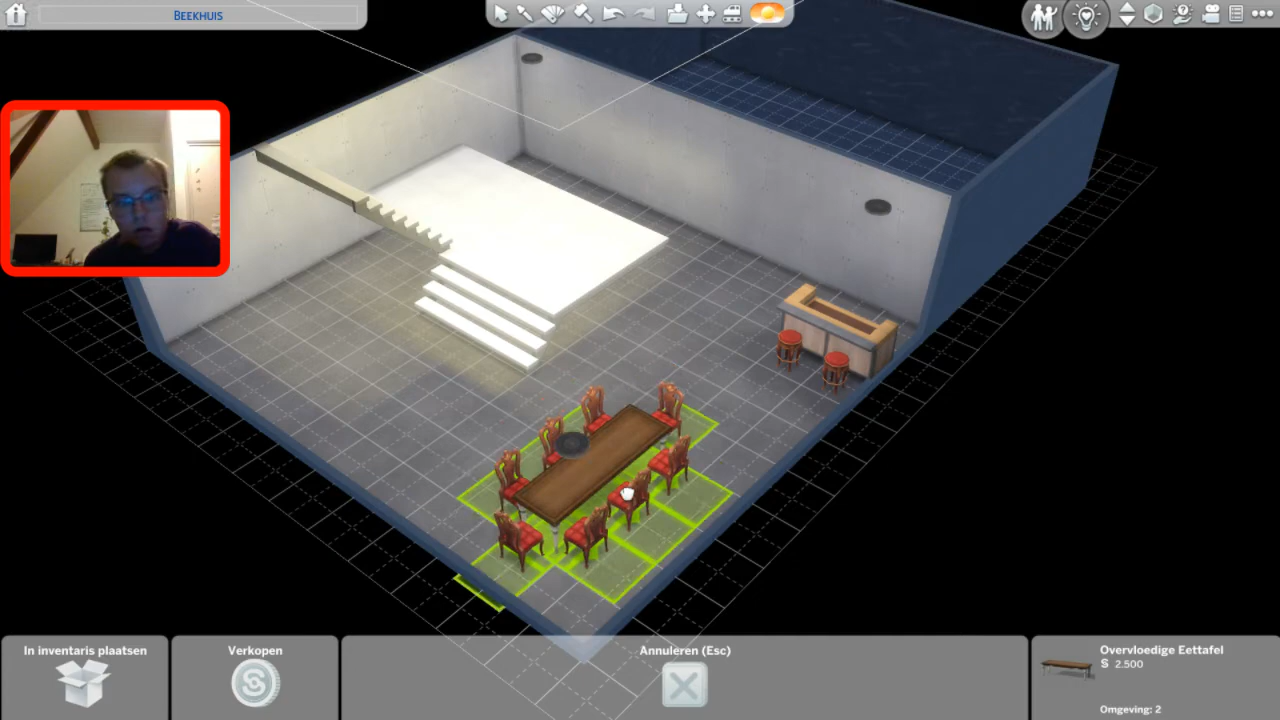 BEEKHUIS
In inventaris plaatsen
Verkopen
Annuleren (Esc)
Overvloedige Eettafel
S 2.500
Omgeving: 2